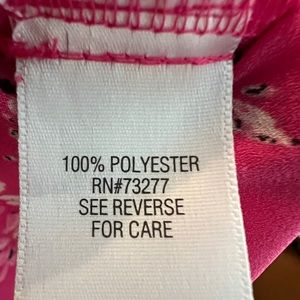 100% POLYESTER
RN#73277
SEE REVERSE
FOR CARE